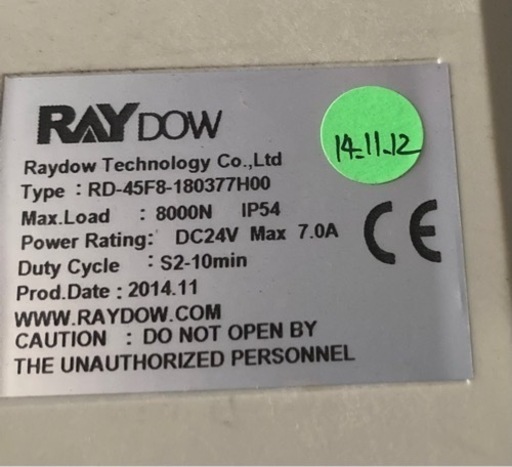 RAYDOW
14.11.12
Raydow Technology Co.,Ltd
Type : RD-45F8-180377H00
Max.Load : 8000N IP54
Power Rating: DC24V Max 7.0A
CE
Duty Cycle : S2-10min
Prod.Date : 2014.11
WWW.RAYDOW.COM
CAUTION : DO NOT OPEN BY
THE UNAUTHORIZED PERSONNEL